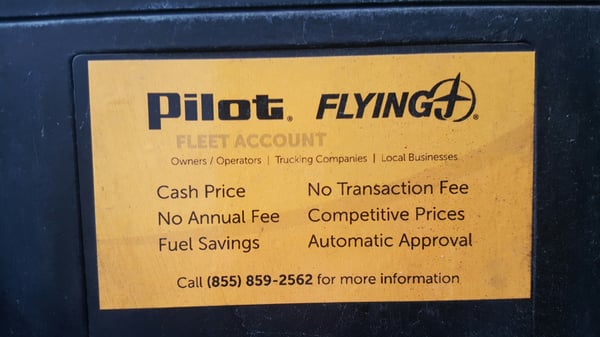 Pilot® FLYING J®
FLEET ACCOUNT
Owners / Operators | Trucking Companies | Local Businesses
Cash Price No Transaction Fee
No Annual Fee Competitive Prices
Fuel Savings Automatic Approval
Call (855) 859-2562 for more information